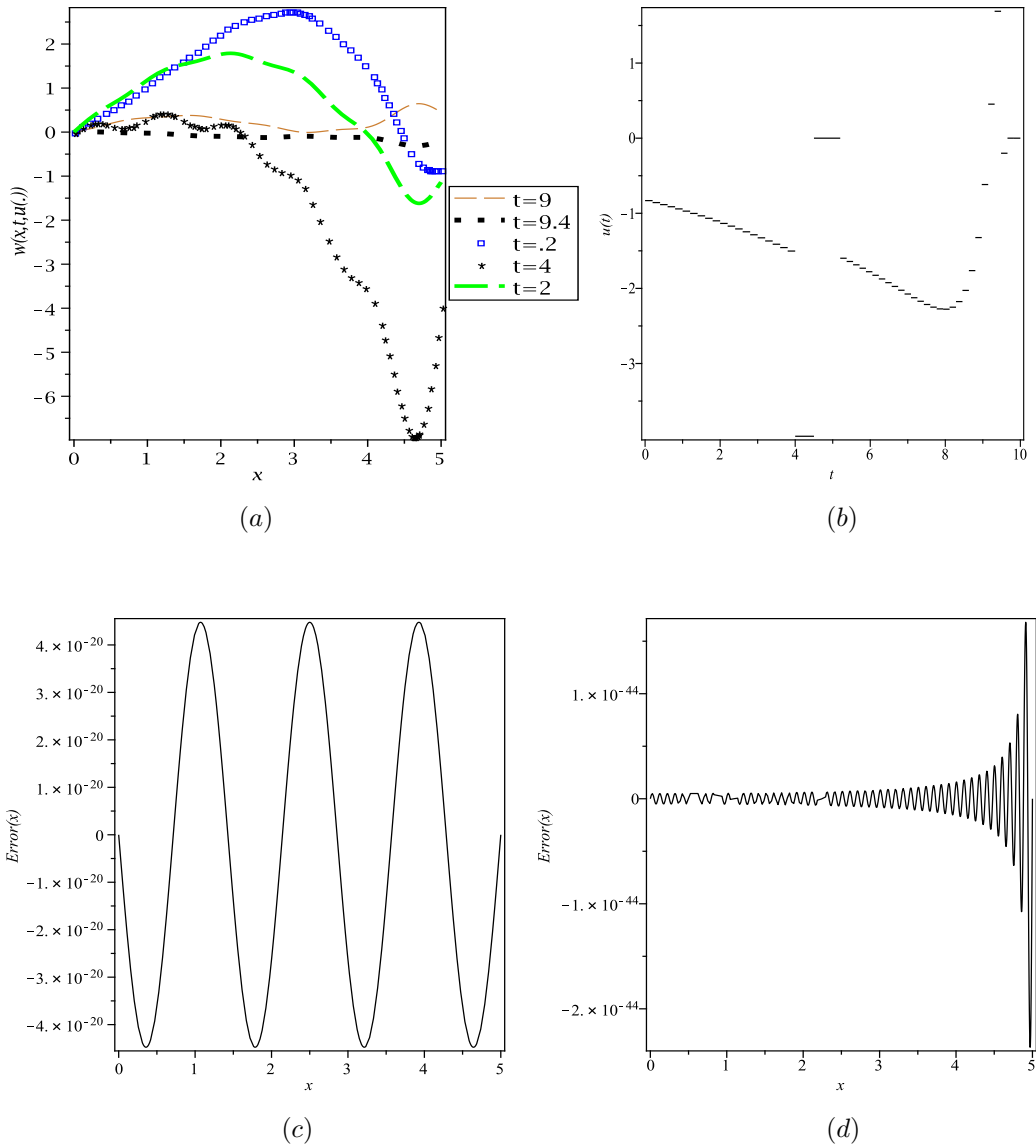 2
1
0
−1
−2
−3
−4
−5
−6
w(x,t,u(.))
0 1 2 3 4 5
x
t=9
t=9.4
t=.2
t=4
t=2
(a)
1
0
−1
−2
−3
u(t)
0 2 4 6 8 10
t
(b)
4. × 10⁻²⁰
3. × 10⁻²⁰
2. × 10⁻²⁰
1. × 10⁻²⁰
0
−1. × 10⁻²⁰
−2. × 10⁻²⁰
−3. × 10⁻²⁰
−4. × 10⁻²⁰
Error(x)
0 1 2 3 4 5
x
(c)
1. × 10⁻⁴⁴
0
−1. × 10⁻⁴⁴
−2. × 10⁻⁴⁴
Error(x)
0 1 2 3 4 5
x
(d)